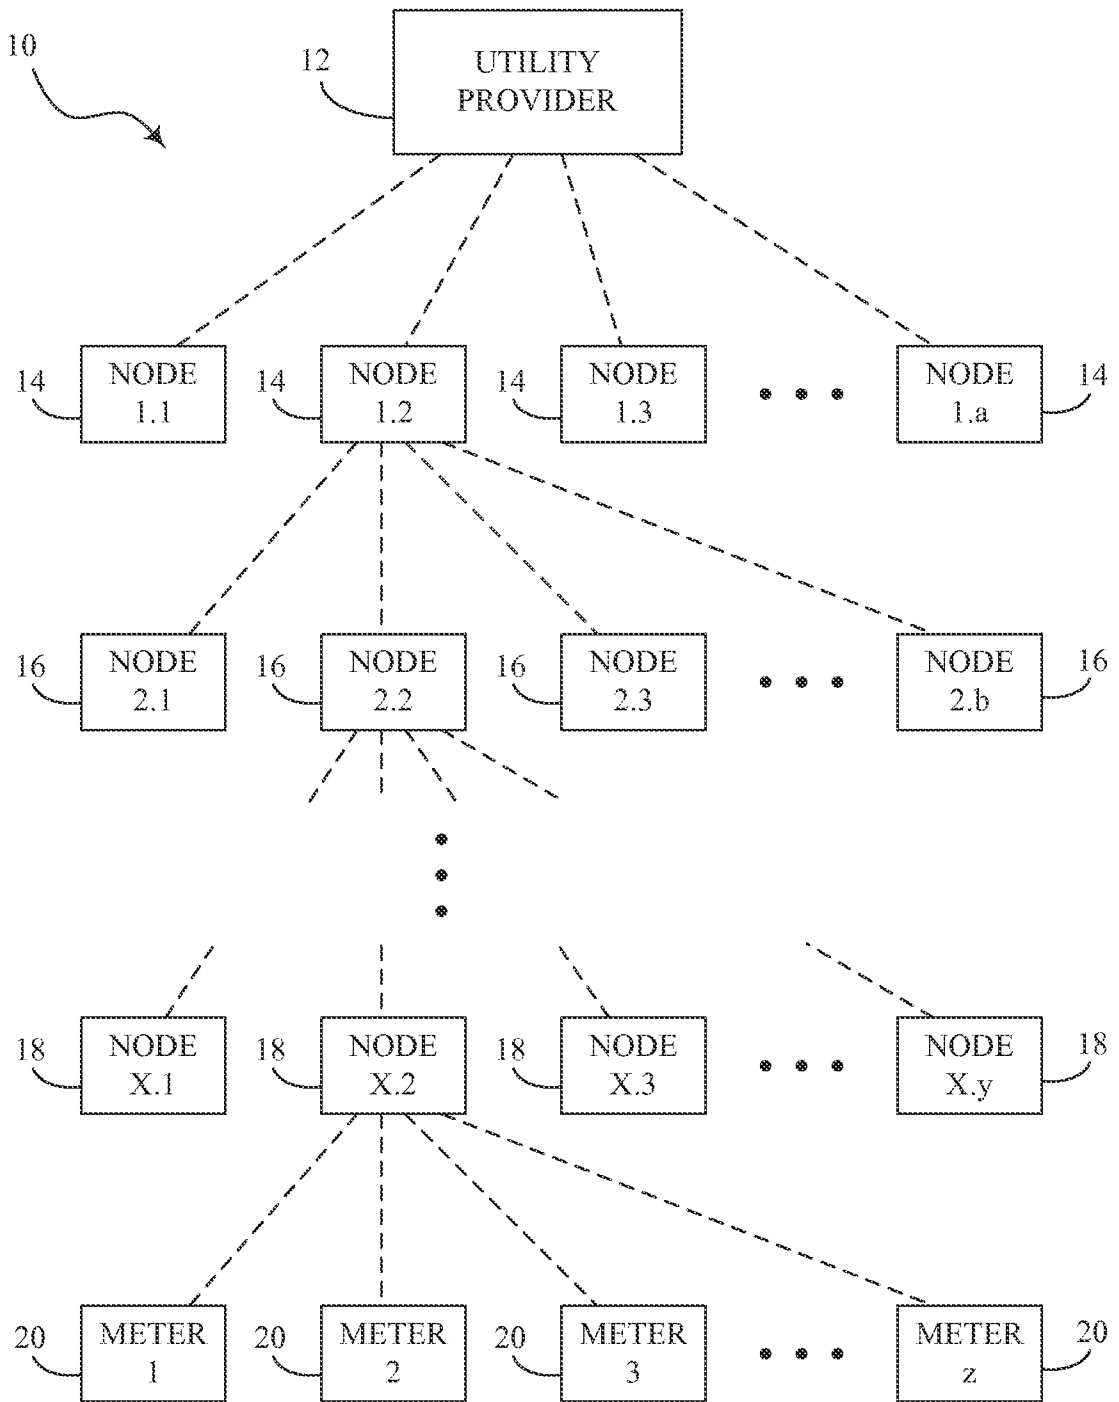 10
12
UTILITY
PROVIDER
14
NODE
1.1
14
NODE
1.2
14
NODE
1.3
NODE
1.a
14
16
NODE
2.1
16
NODE
2.2
16
NODE
2.3
NODE
2.b
16
18
NODE
X.1
18
NODE
X.2
18
NODE
X.3
NODE
X.y
18
20
METER
1
20
METER
2
20
METER
3
METER
z
20